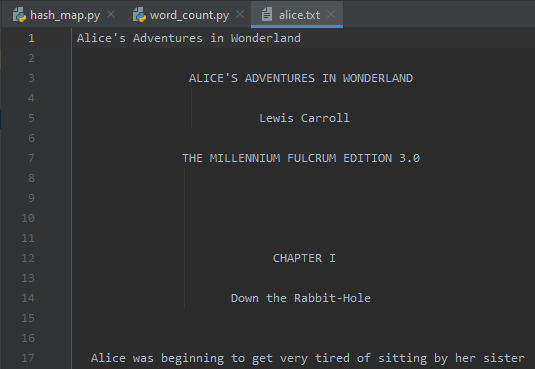 hash_map.py word_count.py alice.txt
1 Alice's Adventures in Wonderland
2
3 ALICE'S ADVENTURES IN WONDERLAND
4
5 Lewis Carroll
6
7 THE MILLENNIUM FULCRUM EDITION 3.0
8
9
10
11
12 CHAPTER I
13
14 Down the Rabbit-Hole
15
16
17 Alice was beginning to get very tired of sitting by her sister